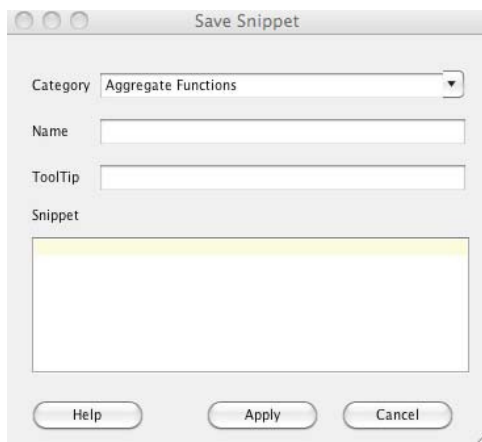 Save Snippet
Category Aggregate Functions
Name
ToolTip
Snippet
Help Apply Cancel